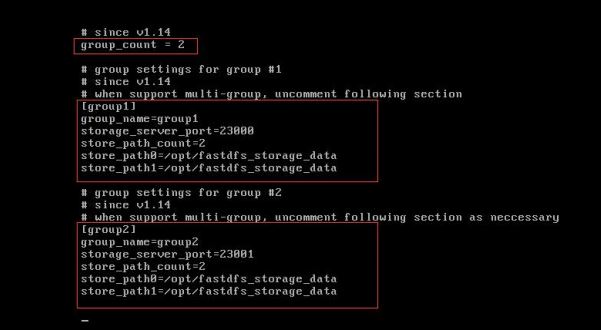 # since v1.14
group_count = 2
# group settings for group #1
# since v1.14
# when support multi-group, uncomment following section
[group1]
group_name=group1
storage_server_port=23000
store_path_count=2
store_path0=/opt/fastdfs_storage_data
store_path1=/opt/fastdfs_storage_data
# group settings for group #2
# since v1.14
# when support multi-group, uncomment following section as neccessary
[group2]
group_name=group2
storage_server_port=23001
store_path_count=2
store_path0=/opt/fastdfs_storage_data
store_path1=/opt/fastdfs_storage_data